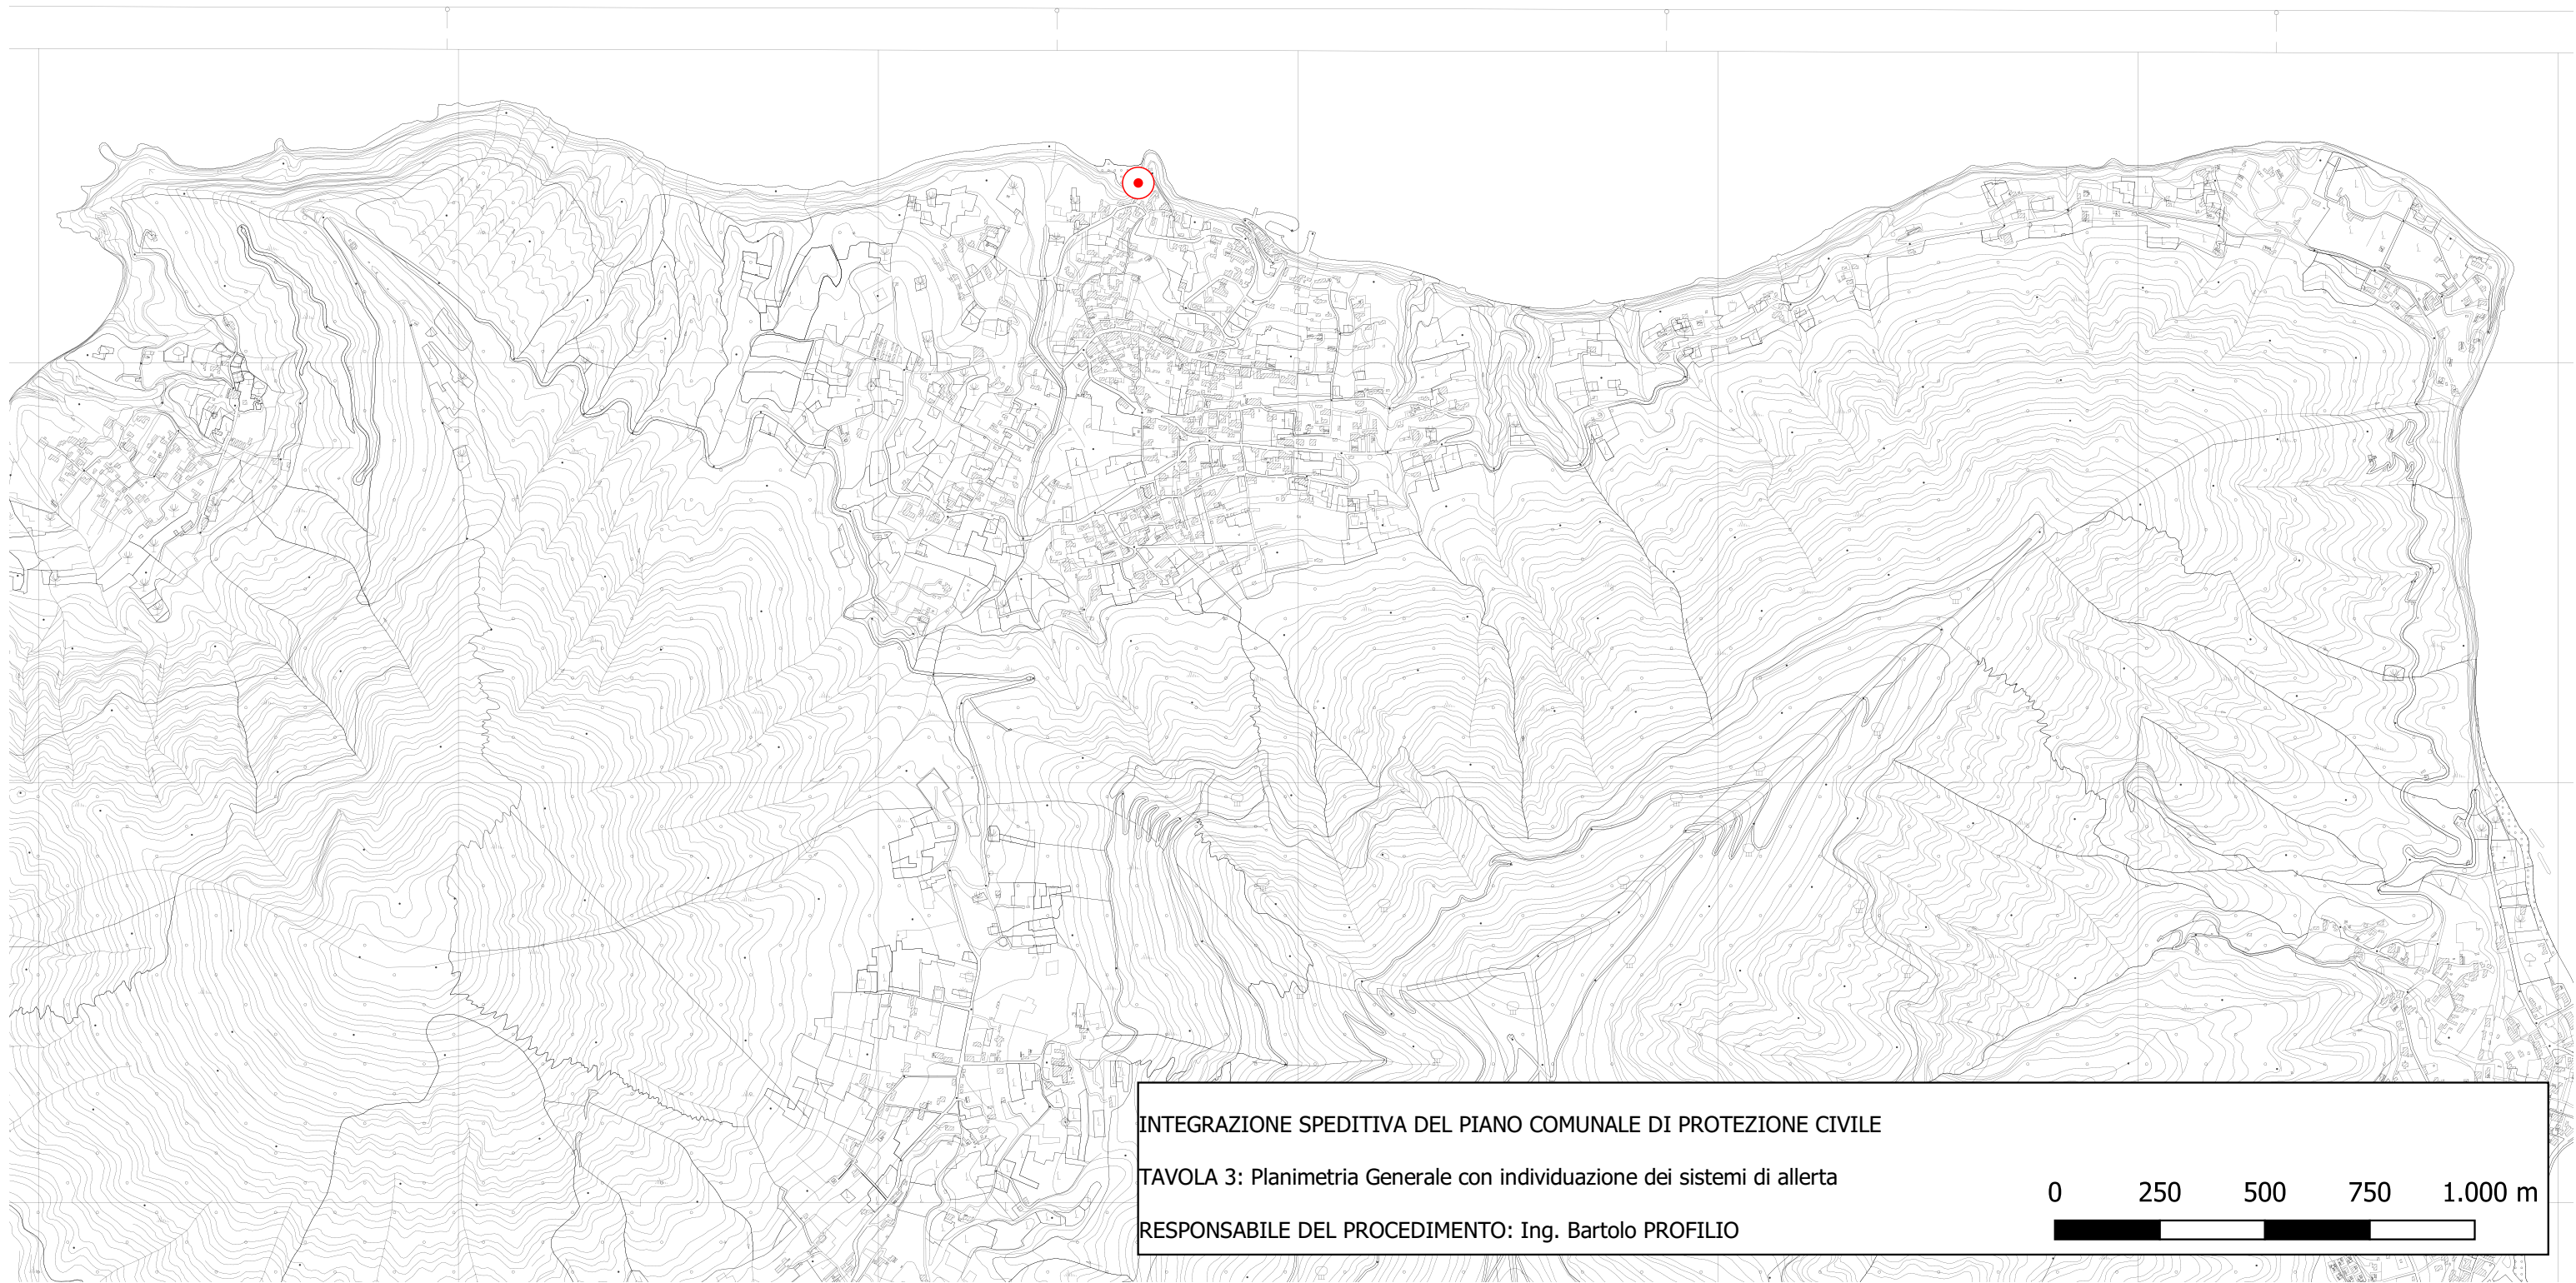 INTEGRAZIONE SPEDITIVA DEL PIANO COMUNALE DI PROTEZIONE CIVILE
TAVOLA 3: Planimetria Generale con individuazione dei sistemi di allerta
RESPONSABILE DEL PROCEDIMENTO: Ing. Bartolo PROFILIO
0 250 500 750 1.000 m